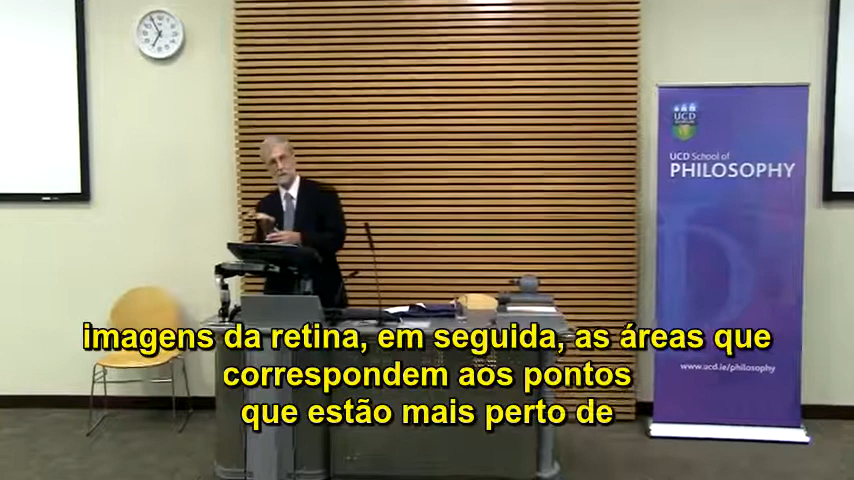 UCD
UCD School of
PHILOSOPHY
www.ucd.ie/philosophy
imagens da retina, em seguida, as áreas que
correspondem aos pontos
que estão mais perto de